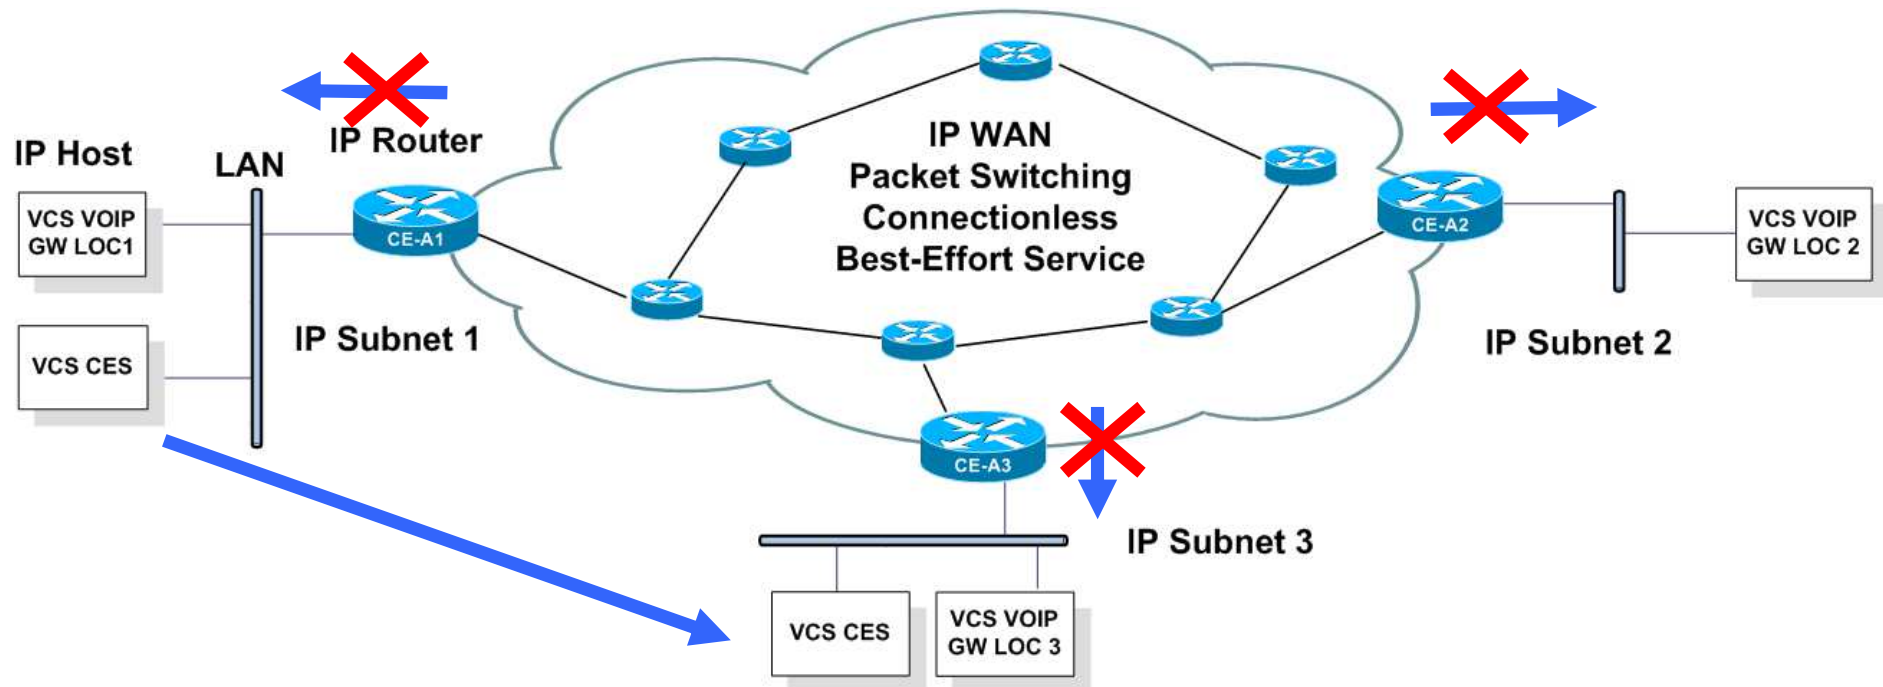 IP Host
LAN
IP Router
VCS VOIP
GW LOC1
CE-A1
VCS CES
IP Subnet 1
IP WAN
Packet Switching
Connectionless
Best-Effort Service
CE-A2
VCS VOIP
GW LOC 2
IP Subnet 2
CE-A3
IP Subnet 3
VCS CES
VCS VOIP
GW LOC 3